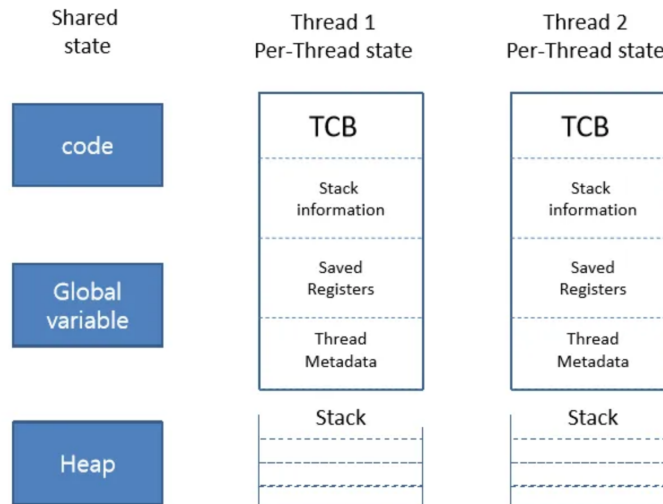 Shared
state
Thread 1
Per-Thread state
Thread 2
Per-Thread state
code
Global
variable
Heap
TCB
Stack
information
Saved
Registers
Thread
Metadata
Stack
TCB
Stack
information
Saved
Registers
Thread
Metadata
Stack